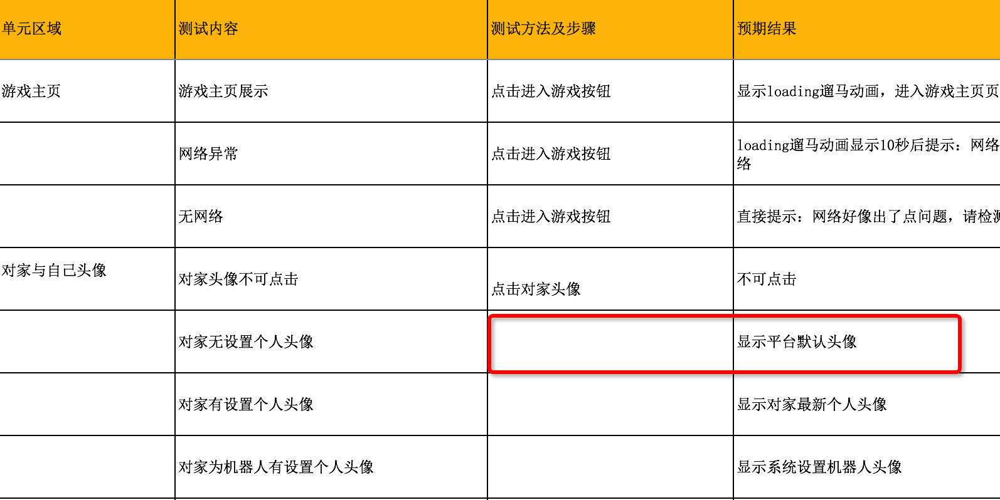 单元区域 测试内容 测试方法及步骤 预期结果
游戏主页 游戏主页展示 点击进入游戏按钮 显示loading遛马动画，进入游戏主页页
网络异常 点击进入游戏按钮 loading遛马动画显示10秒后提示：网络
络
无网络 点击进入游戏按钮 直接提示：网络好像出了点问题，请检测
对家与自己头像 对家头像不可点击 点击对家头像 不可点击
对家无设置个人头像 显示平台默认头像
对家有设置个人头像 显示对家最新个人头像
对家为机器人有设置个人头像 显示系统设置机器人头像